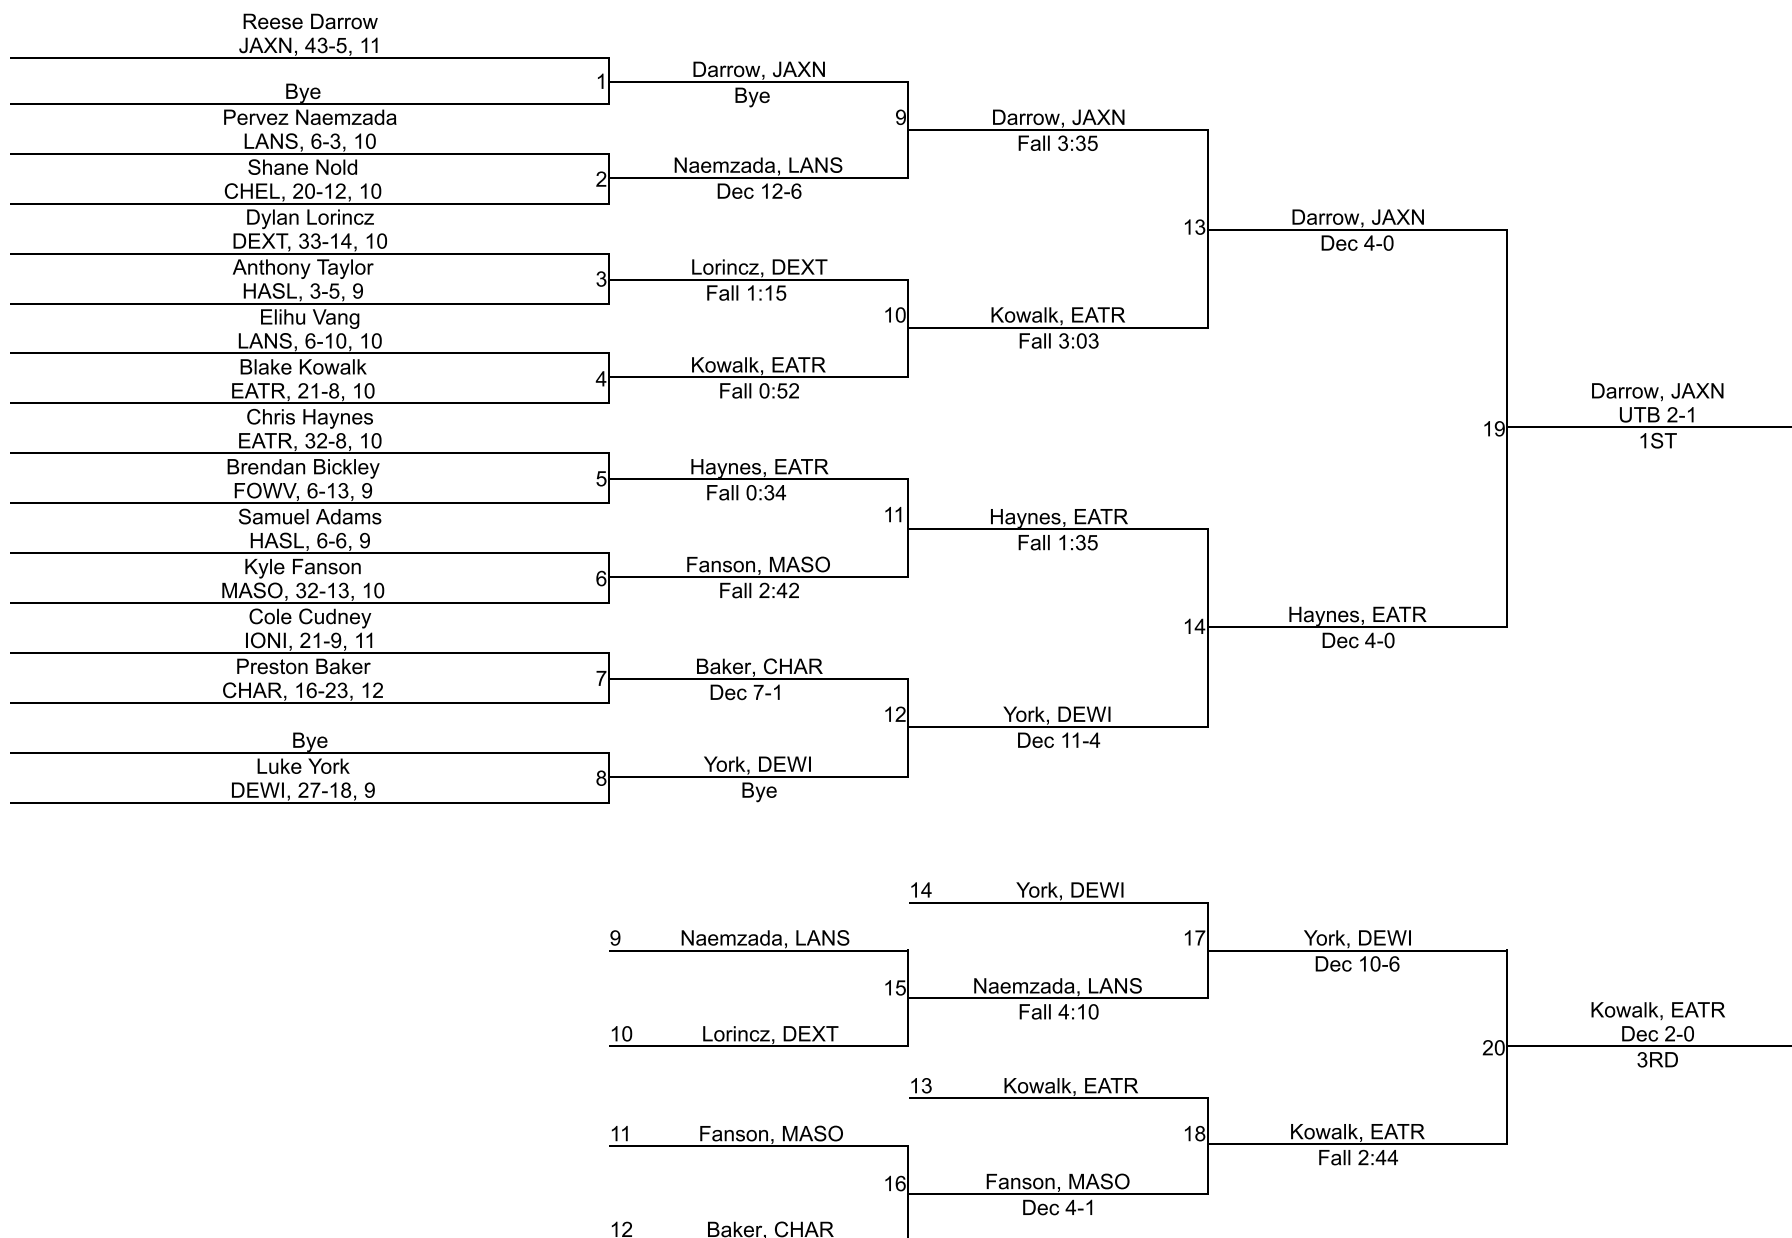 Reese Darrow
JAXN, 43-5, 11
Bye
Pervez Naemzada
LANS, 6-3, 10
Shane Nold
CHEL, 20-12, 10
Dylan Lorincz
DEXT, 33-14, 10
Anthony Taylor
HASL, 3-5, 9
Elihu Vang
LANS, 6-10, 10
Blake Kowalk
EATR, 21-8, 10
Chris Haynes
EATR, 32-8, 10
Brendan Bickley
FOWV, 6-13, 9
Samuel Adams
HASL, 6-6, 9
Kyle Fanson
MASO, 32-13, 10
Cole Cudney
IONI, 21-9, 11
Preston Baker
CHAR, 16-23, 12
Bye
Luke York
DEWI, 27-18, 9
1
Darrow, JAXN
Bye
2
Naemzada, LANS
Dec 12-6
3
Lorincz, DEXT
Fall 1:15
4
Kowalk, EATR
Fall 0:52
5
Haynes, EATR
Fall 0:34
6
Fanson, MASO
Fall 2:42
7
Baker, CHAR
Dec 7-1
8
York, DEWI
Bye
9
Darrow, JAXN
Fall 3:35
10
Kowalk, EATR
Fall 3:03
11
Haynes, EATR
Fall 1:35
12
York, DEWI
Dec 11-4
13
Darrow, JAXN
Dec 4-0
14
Haynes, EATR
Dec 4-0
19
Darrow, JAXN
UTB 2-1
1ST
14 York, DEWI
9 Naemzada, LANS
15
Naemzada, LANS
Fall 4:10
10 Lorincz, DEXT
17
York, DEWI
Dec 10-6
13 Kowalk, EATR
11 Fanson, MASO
16
Fanson, MASO
Dec 4-1
12 Baker, CHAR
18
Kowalk, EATR
Fall 2:44
20
Kowalk, EATR
Dec 2-0
3RD